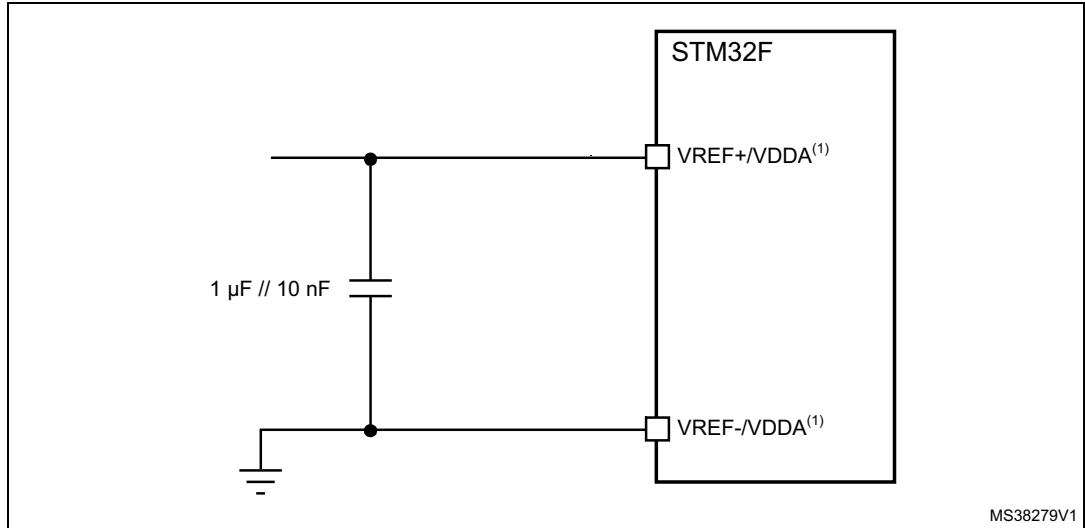 STM32F
VREF+/VDDA(1)
1 µF // 10 nF
VREF-/VDDA(1)
MS38279V1